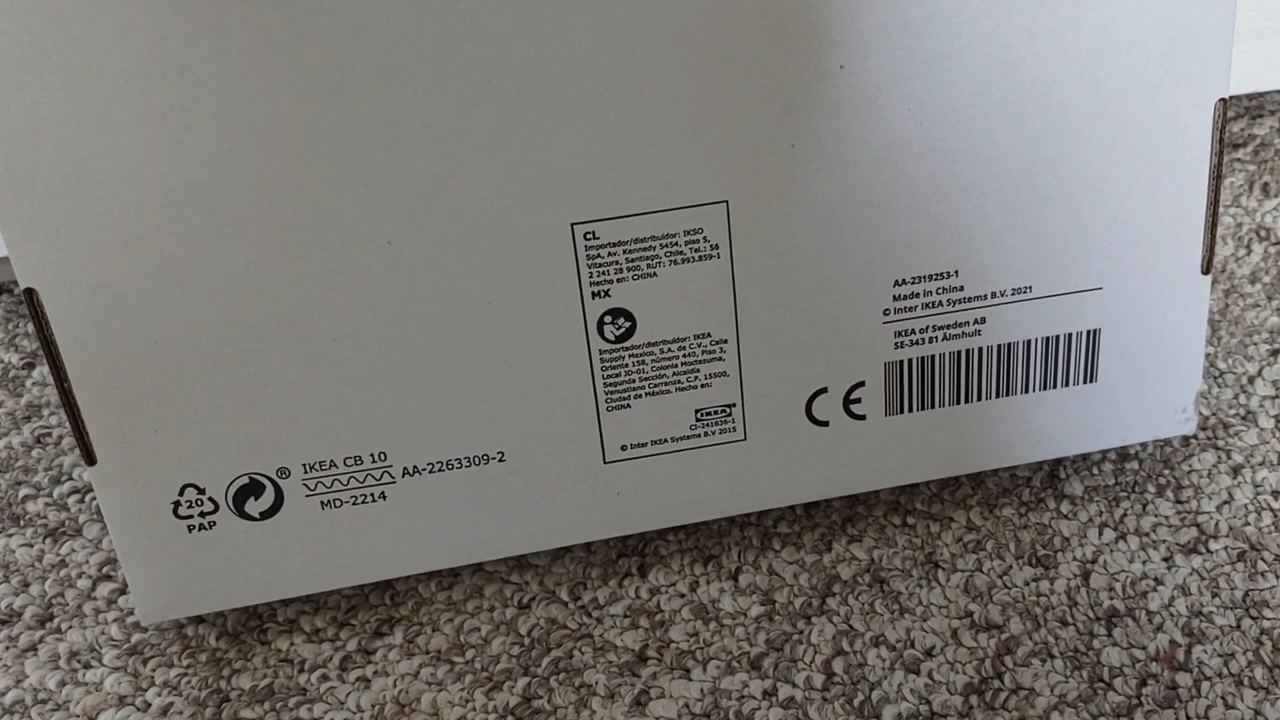 CL
Importador/distribuidor: IKSO
SpA, Av. Kennedy 5454, piso 5,
Vitacura, Santiago, Chile, Tel.: 56
2 241 28 900, RUT: 76.993.859-1
Hecho en: CHINA
MX
Importador/distribuidor: IKEA
Supply Mexico, S.A. de C.V., Calle
Oriente 158, número 440, Piso 3,
Local JD-01, Colonia Moctezuma,
Segunda Sección, Alcaldía
Venustiano Carranza, C.P. 15500,
Ciudad de México. Hecho en:
CHINA
IKEA®
CI-241836-1
© Inter IKEA Systems B.V 2015
AA-2319253-1
Made in China
© Inter IKEA Systems B.V. 2021
IKEA of Sweden AB
SE-343 81 Älmhult
CE
20
PAP
®
IKEA CB 10
AA-2263309-2
MD-2214